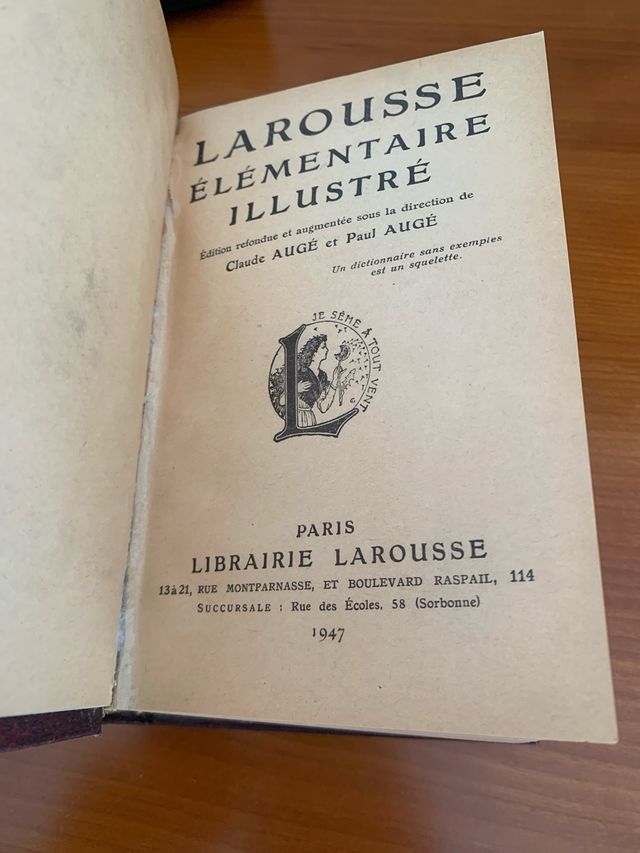 LAROUSSE
ÉLÉMENTAIRE
ILLUSTRÉ
Édition refondue et augmentée sous la direction de
Claude AUGÉ et Paul AUGÉ
Un dictionnaire sans exemples
est un squelette.
JE SÈME À TOUT VENT
PARIS
LIBRAIRIE LAROUSSE
13 à 21, RUE MONTPARNASSE, ET BOULEVARD RASPAIL, 114
SUCCURSALE : Rue des Écoles, 58 (Sorbonne)
1947